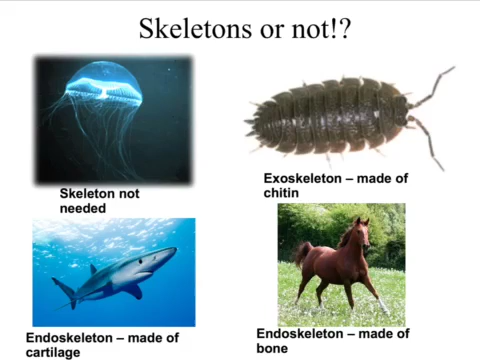 Skeletons or not!?
Skeleton not
needed
Exoskeleton – made of
chitin
Endoskeleton – made of
cartilage
Endoskeleton – made of
bone